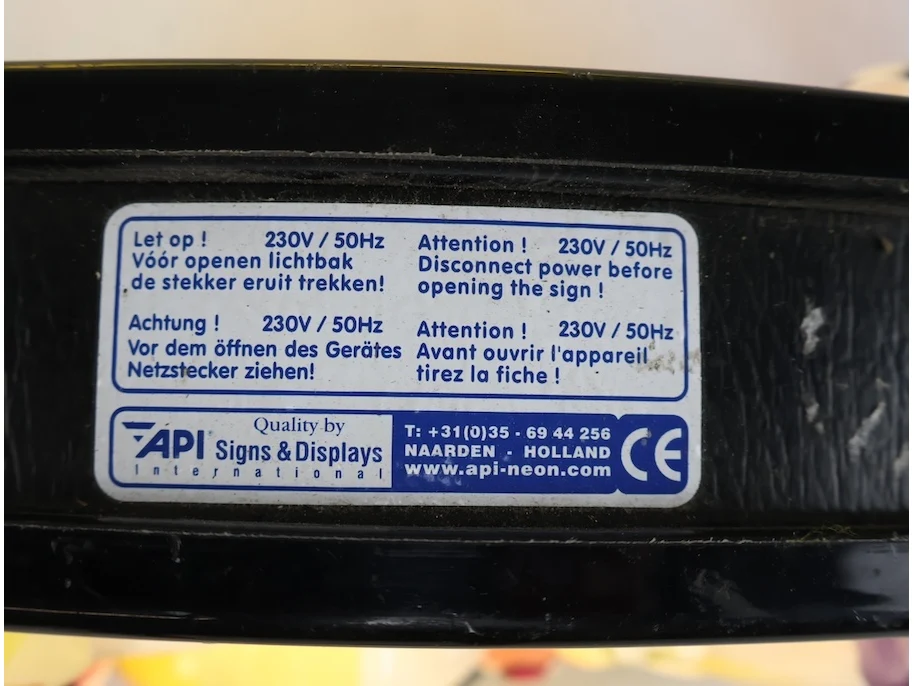 Let op ! 230V / 50Hz
Vóór openen lichtbak
de stekker eruit trekken!
Attention ! 230V / 50Hz
Disconnect power before
opening the sign !
Achtung ! 230V / 50Hz
Vor dem öffnen des Gerätes
Netzstecker ziehen!
Attention ! 230V / 50Hz
Avant ouvrir l'appareil
tirez la fiche !
API Quality by
Signs & Displays
International
T: +31(0)35 - 69 44 256
NAARDEN - HOLLAND
www.api-neon.com
CE